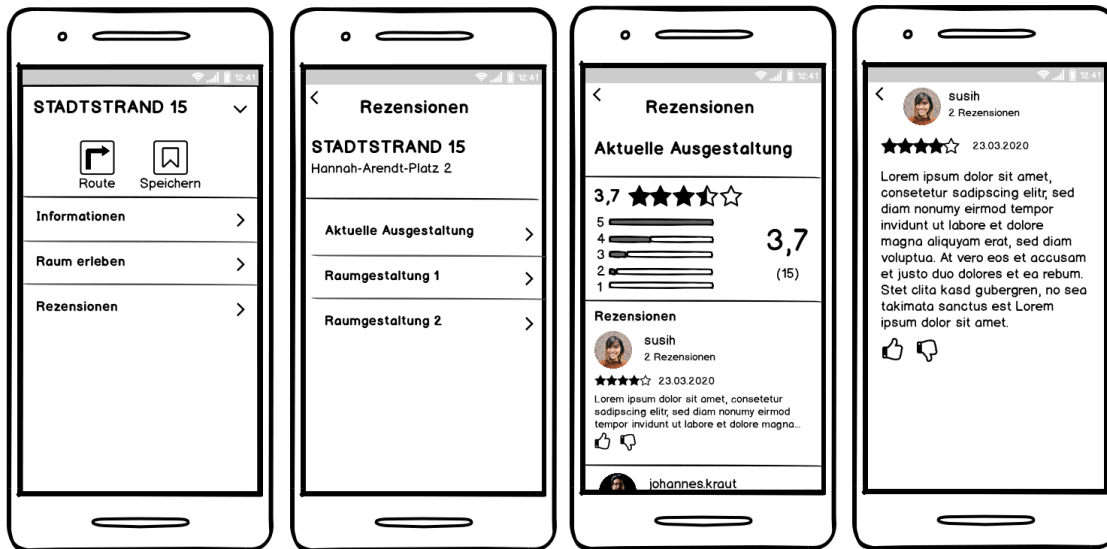 12:41
STADTSTRAND 15
Route
Speichern
Informationen
Raum erleben
Rezensionen
12:41
Rezensionen
STADTSTRAND 15
Hannah-Arendt-Platz 2
Aktuelle Ausgestaltung
Raumgestaltung 1
Raumgestaltung 2
12:41
Rezensionen
Aktuelle Ausgestaltung
3,7
5
4
3
2
1
3,7
(15)
Rezensionen
susih
2 Rezensionen
23.03.2020
Lorem ipsum dolor sit amet, consetetur
sadipscing elitr, sed diam nonumy eirmod
tempor invidunt ut labore et dolore magna...
johannes.kraut
12:41
susih
2 Rezensionen
23.03.2020
Lorem ipsum dolor sit amet,
consetetur sadipscing elitr, sed
diam nonumy eirmod tempor
invidunt ut labore et dolore
magna aliquyam erat, sed diam
voluptua. At vero eos et accusam
et justo duo dolores et ea rebum.
Stet clita kasd gubergren, no sea
takimata sanctus est Lorem
ipsum dolor sit amet.